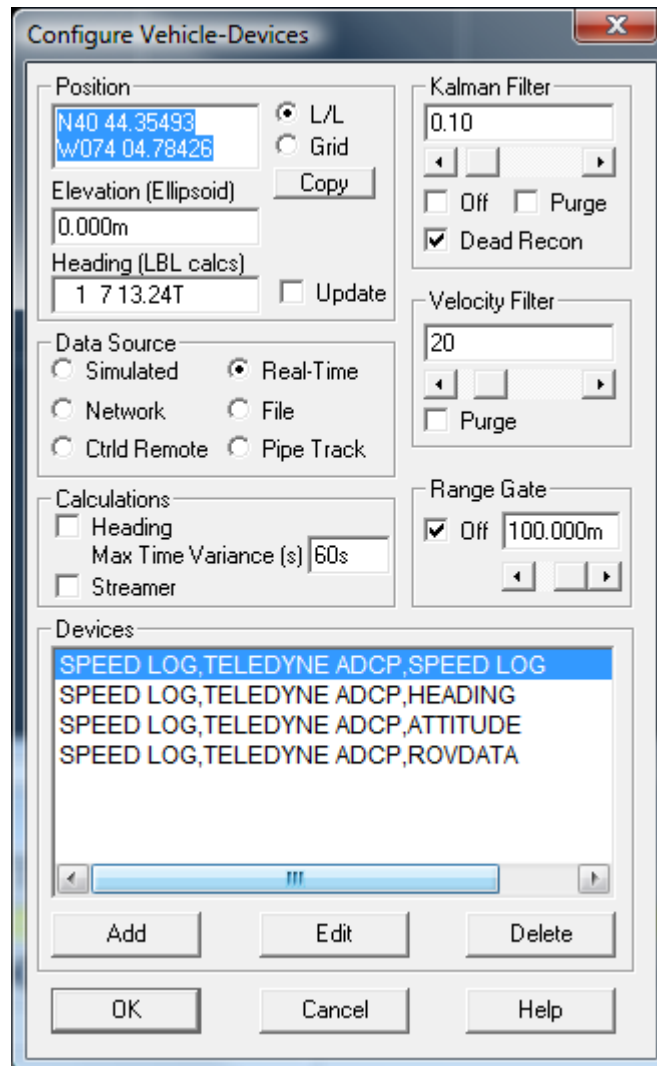 Configure Vehicle-Devices
Position
N40 44.35493
W074 04.78426
L/L
Grid
Copy
Elevation (Ellipsoid)
0.000m
Heading (LBL calcs)
1 7 13.24T
Update
Kalman Filter
0.10
Off Purge
Dead Recon
Velocity Filter
20
Purge
Data Source
Simulated Real-Time
Network File
Ctrld Remote Pipe Track
Calculations
Heading
Max Time Variance (s) 60s
Streamer
Range Gate
Off 100.000m
Devices
SPEED LOG,TELEDYNE ADCP,SPEED LOG
SPEED LOG,TELEDYNE ADCP,HEADING
SPEED LOG,TELEDYNE ADCP,ATTITUDE
SPEED LOG,TELEDYNE ADCP,ROVDATA
Add Edit Delete
OK Cancel Help